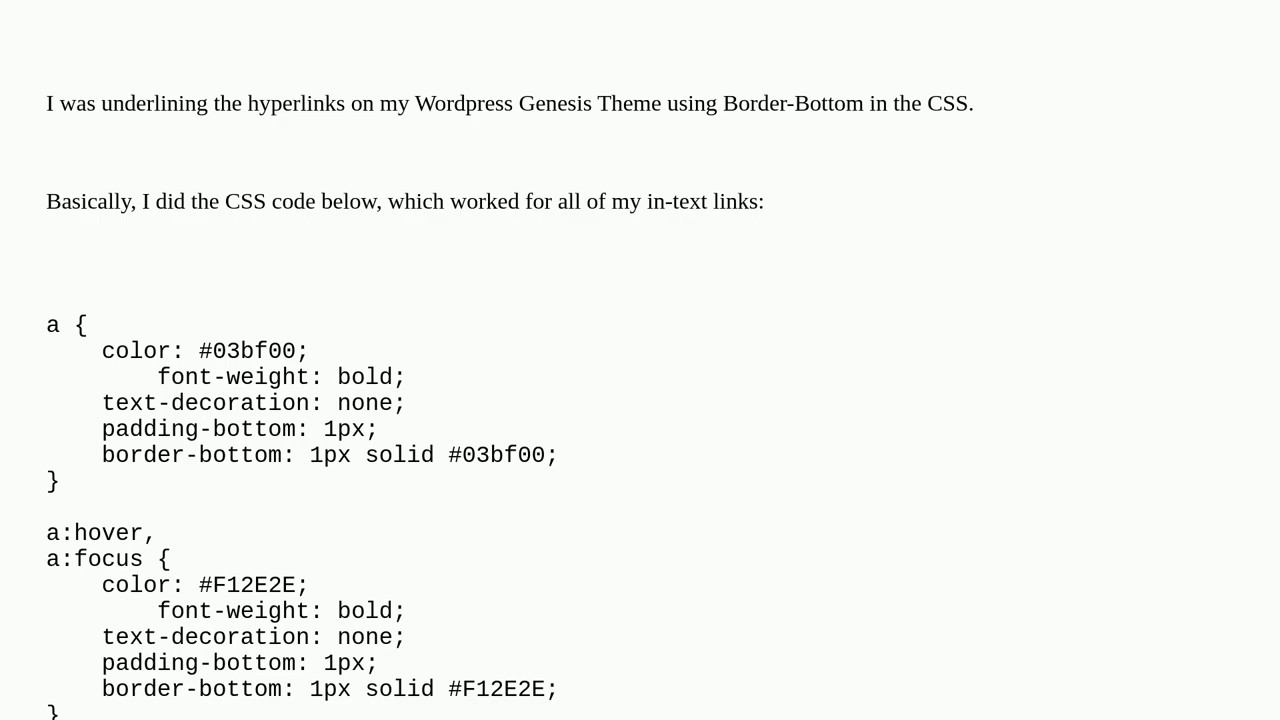 I was underlining the hyperlinks on my Wordpress Genesis Theme using Border-Bottom in the CSS.
Basically, I did the CSS code below, which worked for all of my in-text links:
a {
    color: #03bf00;
        font-weight: bold;
    text-decoration: none;
    padding-bottom: 1px;
    border-bottom: 1px solid #03bf00;
}
a:hover,
a:focus {
    color: #F12E2E;
        font-weight: bold;
    text-decoration: none;
    padding-bottom: 1px;
    border-bottom: 1px solid #F12E2E;
}